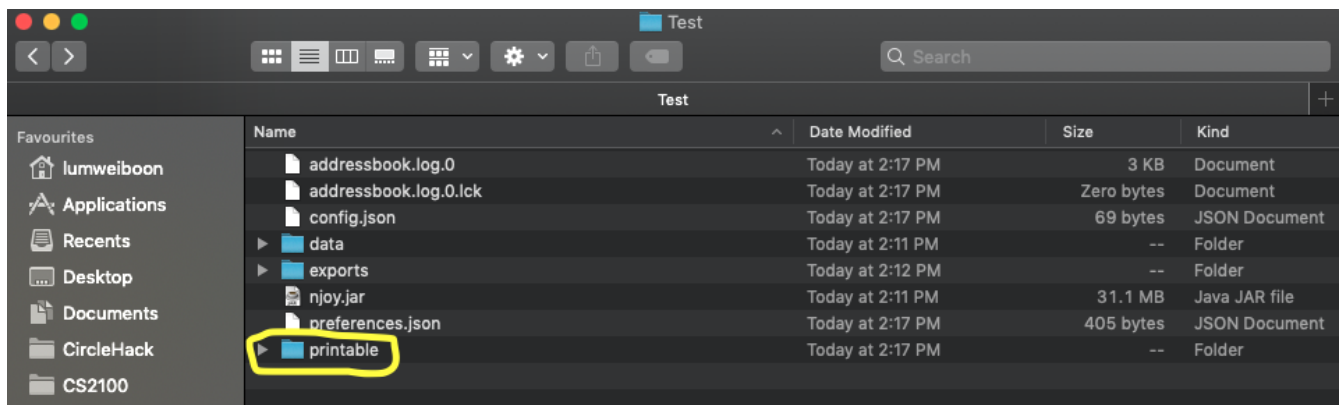 Test
Search
Test
Favourites
lumweiboon
Applications
Recents
Desktop
Documents
CircleHack
CS2100
Name Date Modified Size Kind
addressbook.log.0 Today at 2:17 PM 3 KB Document
addressbook.log.0.lck Today at 2:17 PM Zero bytes Document
config.json Today at 2:17 PM 69 bytes JSON Document
data Today at 2:11 PM -- Folder
exports Today at 2:12 PM -- Folder
njoy.jar Today at 2:11 PM 31.1 MB Java JAR file
preferences.json Today at 2:17 PM 405 bytes JSON Document
printable Today at 2:17 PM -- Folder